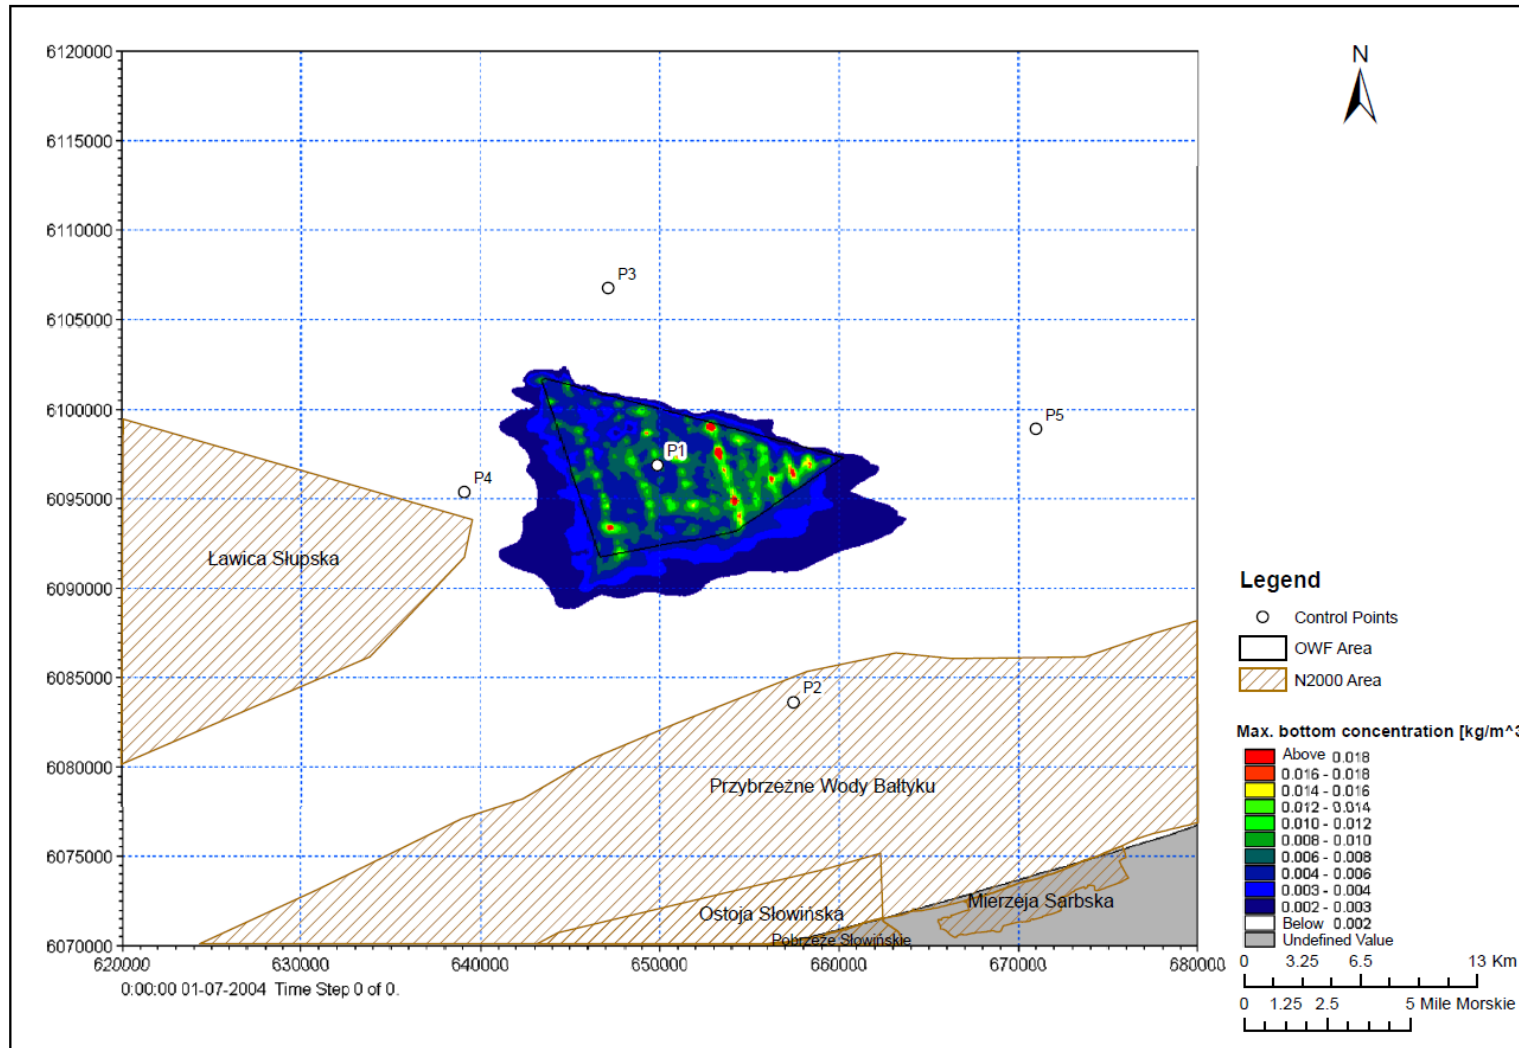 6120000
N
6115000
6110000
P3
6105000
6100000
P5
P1
P4
6095000
Ławica Słupska
6090000
Legend
Control Points
OWF Area
N2000 Area
6085000
P2
6080000
Przybrzeżne Wody Bałtyku
6075000
Ostoja Słowińska
Mierzeja Sarbska
Pobrzeże Słowińskie
6070000
620000 630000 640000 650000 660000 670000 680000
0:00:00 01-07-2004 Time Step 0 of 0.
Max. bottom concentration [kg/m^3
Above 0.018
0.016 - 0.018
0.014 - 0.016
0.012 - 0.014
0.010 - 0.012
0.008 - 0.010
0.006 - 0.008
0.004 - 0.006
0.003 - 0.004
0.002 - 0.003
Below 0.002
Undefined Value
0 3.25 6.5 13 Km
0 1.25 2.5 5 Mile Morskie